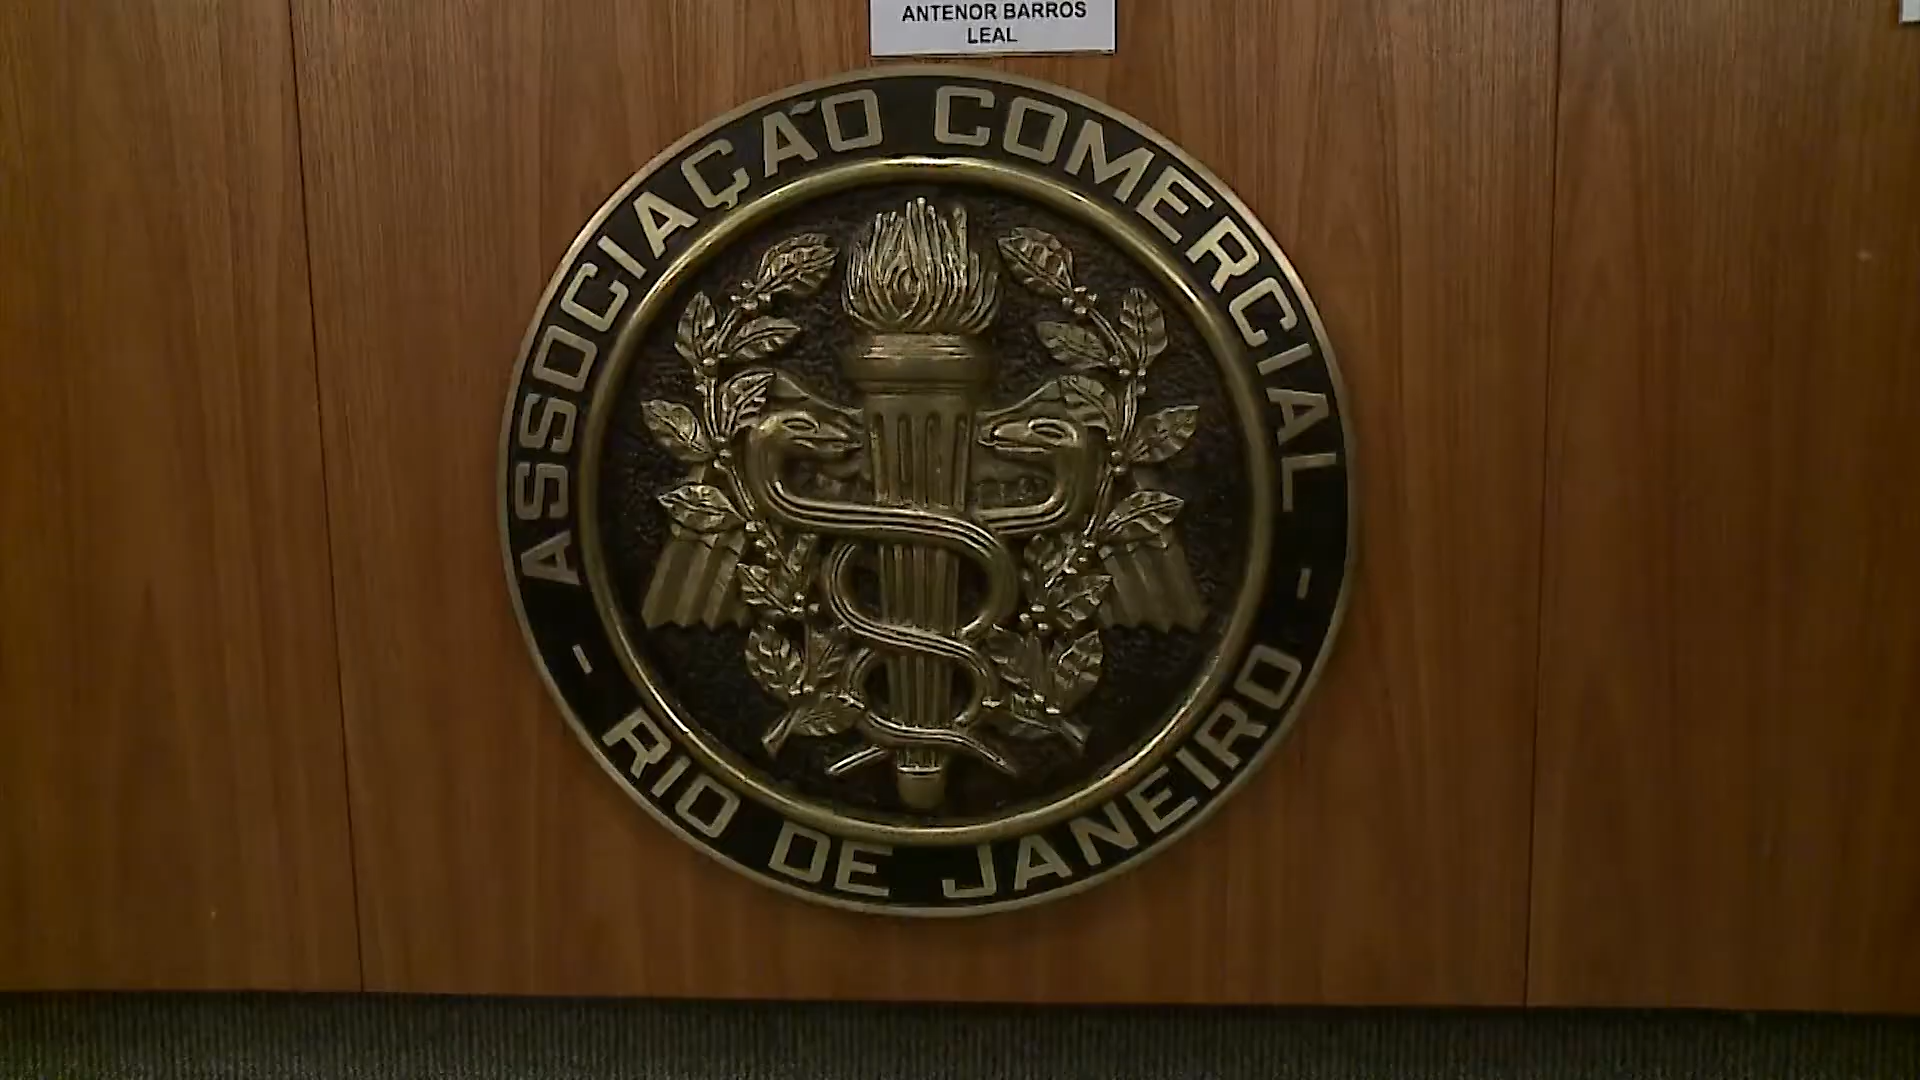 ANTENOR BARROS
LEAL
ASSOCIAÇÃO COMERCIAL
- RIO DE JANEIRO -